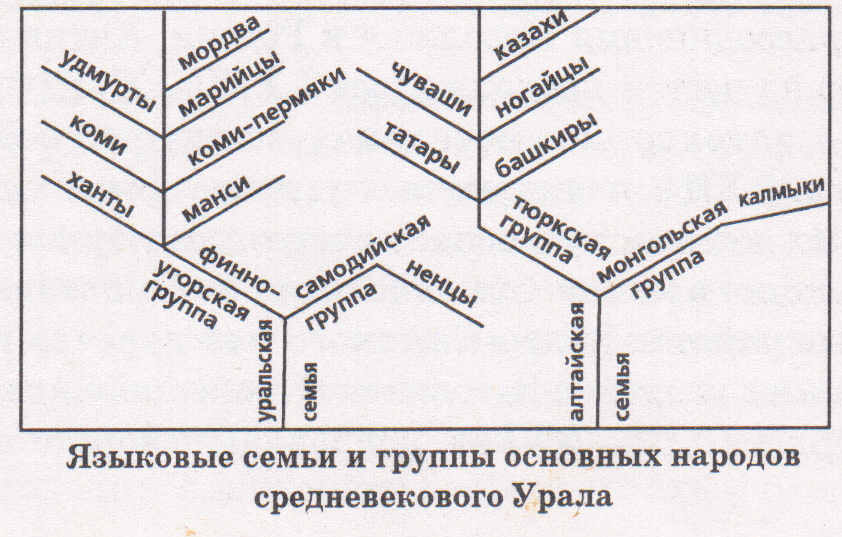 мордва
удмурты
марийцы
коми-пермяки
коми
ханты
манси
финно-
угорская
группа
самодийская
группа
ненцы
уральская
семья
казахи
чуваши
ногайцы
татары
башкиры
тюркская
группа
монгольская
группа
калмыки
алтайская
семья
Языковые семьи и группы основных народов
средневекового Урала